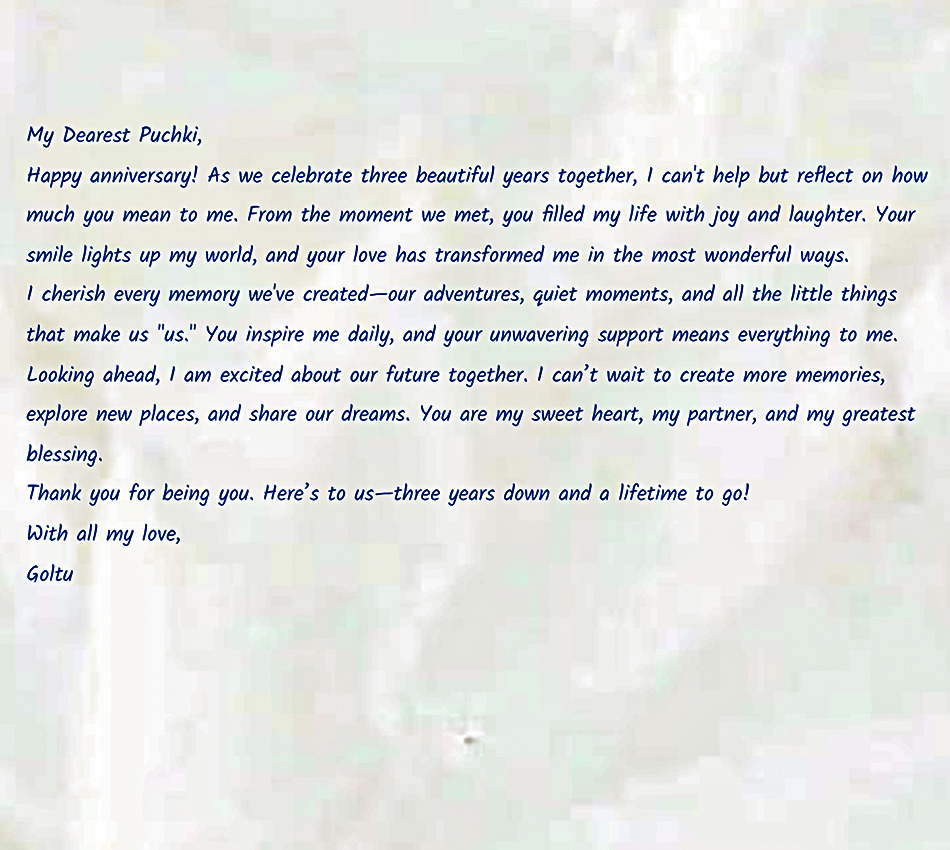 My Dearest Puchki,
Happy anniversary! As we celebrate three beautiful years together, I can't help but reflect on how
much you mean to me. From the moment we met, you filled my life with joy and laughter. Your
smile lights up my world, and your love has transformed me in the most wonderful ways.
I cherish every memory we've created—our adventures, quiet moments, and all the little things
that make us "us." You inspire me daily, and your unwavering support means everything to me.
Looking ahead, I am excited about our future together. I can’t wait to create more memories,
explore new places, and share our dreams. You are my sweet heart, my partner, and my greatest
blessing.
Thank you for being you. Here’s to us—three years down and a lifetime to go!
With all my love,
Goltu